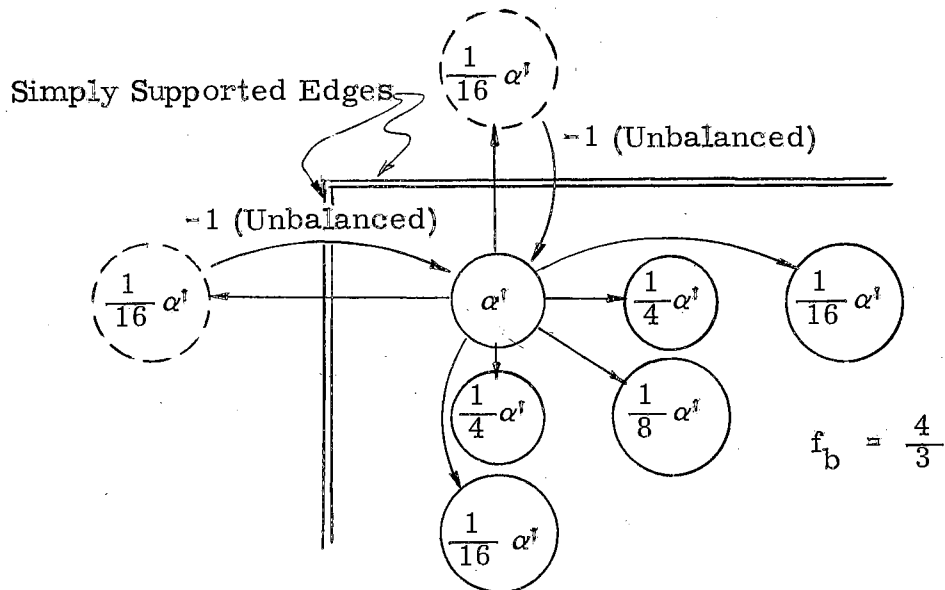 1/16 α'
Simply Supported Edges
-1 (Unbalanced)
-1 (Unbalanced)
1/16 α'
α'
1/4 α'
1/16 α'
1/4 α'
1/8 α'
f_b = 4/3
1/16 α'